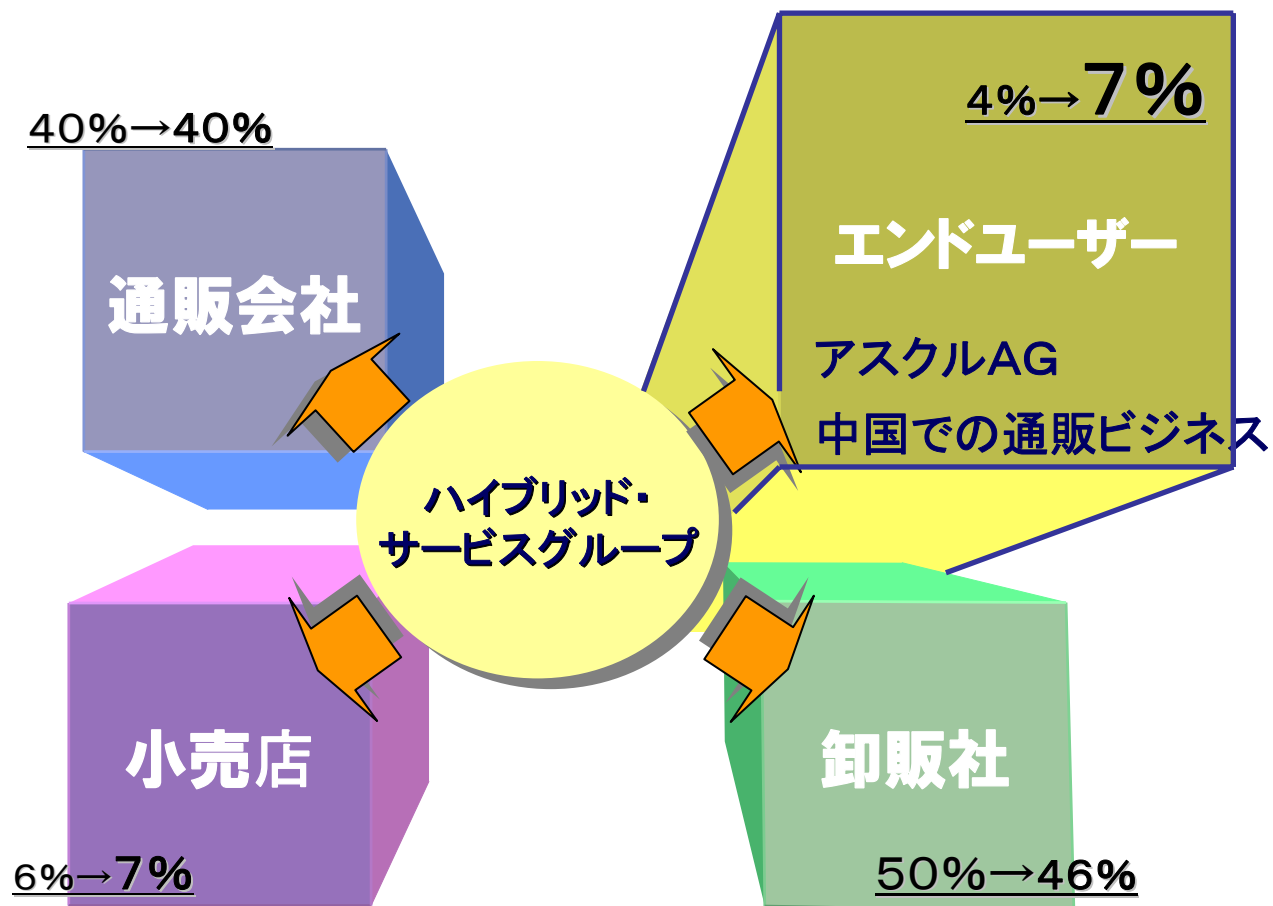 40%→40%
通販会社
4%→7%
エンドユーザー
アスクルAG
中国での通販ビジネス
ハイブリッド・
サービスグループ
小売店
6%→7%
卸販社
50%→46%